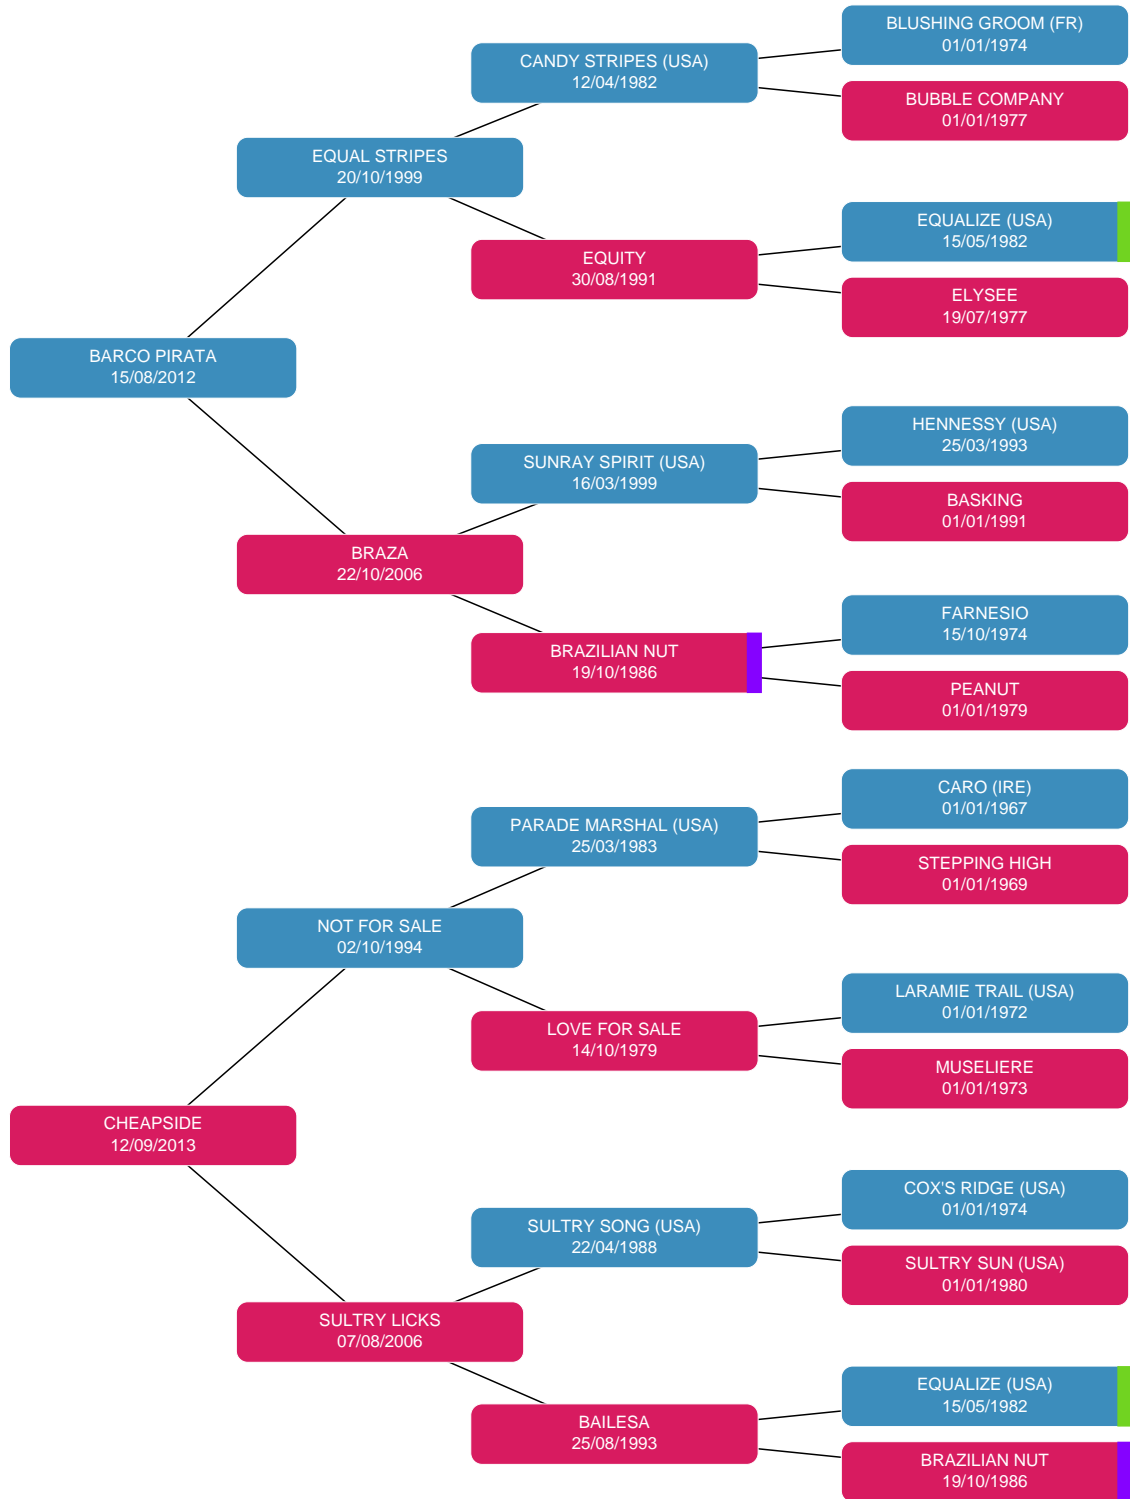 BLUSHING GROOM (FR)
01/01/1974
CANDY STRIPES (USA)
12/04/1982
BUBBLE COMPANY
01/01/1977
EQUAL STRIPES
20/10/1999
EQUALIZE (USA)
15/05/1982
EQUITY
30/08/1991
ELYSEE
19/07/1977
BARCO PIRATA
15/08/2012
HENNESSY (USA)
25/03/1993
SUNRAY SPIRIT (USA)
16/03/1999
BASKING
01/01/1991
BRAZA
22/10/2006
FARNESIO
15/10/1974
BRAZILIAN NUT
19/10/1986
PEANUT
01/01/1979
CARO (IRE)
01/01/1967
PARADE MARSHAL (USA)
25/03/1983
STEPPING HIGH
01/01/1969
NOT FOR SALE
02/10/1994
LARAMIE TRAIL (USA)
01/01/1972
LOVE FOR SALE
14/10/1979
MUSELIERE
01/01/1973
CHEAPSIDE
12/09/2013
COX'S RIDGE (USA)
01/01/1974
SULTRY SONG (USA)
22/04/1988
SULTRY SUN (USA)
01/01/1980
SULTRY LICKS
07/08/2006
EQUALIZE (USA)
15/05/1982
BAILESA
25/08/1993
BRAZILIAN NUT
19/10/1986